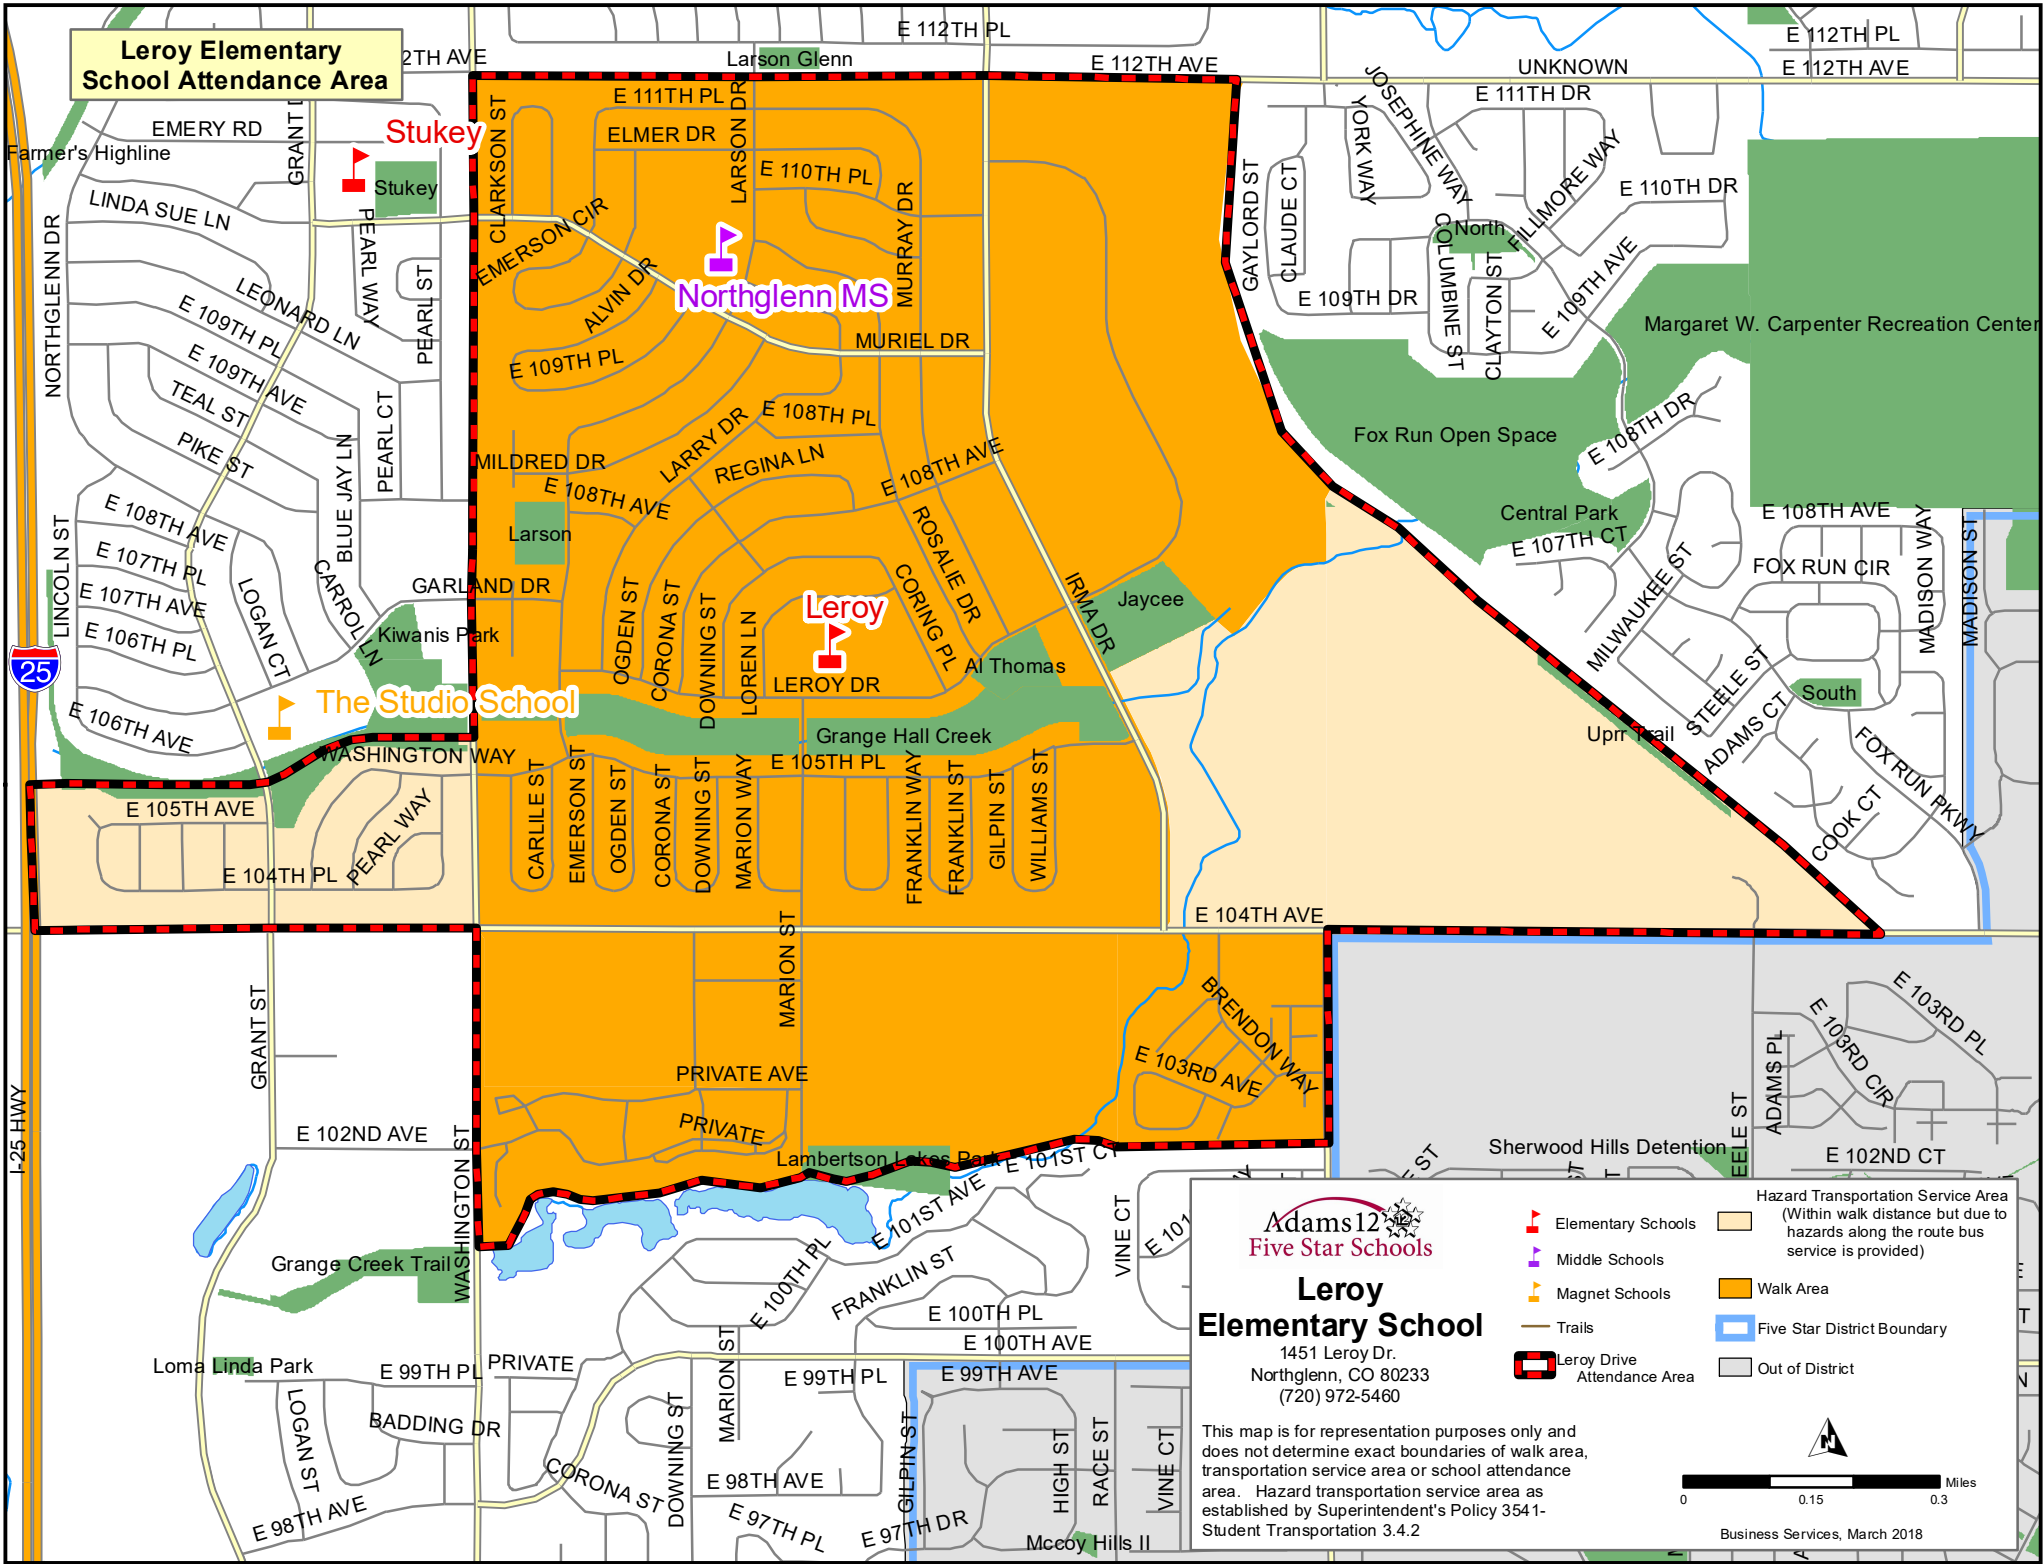 Leroy Elementary
School Attendance Area
2TH AVE
E 112TH PL
Larson Glenn
E 112TH AVE
UNKNOWN
E 112TH PL
E 112TH AVE
EMERY RD
GRANT D
Stukey
Farmer's Highline
Stukey
LINDA SUE LN
NORTHGLENN DR
PEARL WAY
PEARL ST
LEONARD LN
E 109TH PL
E 109TH AVE
TEAL ST
PIKE ST
BLUE JAY LN
PEARL CT
E 108TH AVE
E 107TH PL
E 107TH AVE
E 106TH PL
LINCOLN ST
LOGAN CT
CARROL LN
GARLAND DR
Kiwanis Park
25
The Studio School
E 106TH AVE
WASHINGTON WAY
E 105TH AVE
PEARL WAY
E 104TH PL
CLARKSON ST
E 111TH PL
ELMER DR
LARSON DR
E 110TH PL
MURRAY DR
EMERSON CIR
ALVIN DR
Northglenn MS
E 109TH PL
MURIEL DR
E 108TH PL
LARRY DR
REGINA LN
MILDRED DR
E 108TH AVE
E 108TH AVE
Larson
ROSALIE DR
CORING PL
IRMA DR
Jaycee
OGDEN ST
CORONA ST
DOWNING ST
LOREN LN
Leroy
LEROY DR
Al Thomas
Grange Hall Creek
E 105TH PL
CARLILE ST
EMERSON ST
OGDEN ST
CORONA ST
DOWNING ST
MARION WAY
FRANKLIN WAY
FRANKLIN ST
GILPIN ST
WILLIAMS ST
MARION ST
E 104TH AVE
GAYLORD ST
CLAUDE CT
YORK WAY
JOSEPHINE WAY
E 111TH DR
FILLMORE WAY
E 110TH DR
North
COLUMBINE ST
CLAYTON ST
E 109TH AVE
E 109TH DR
Margaret W. Carpenter Recreation Center
Fox Run Open Space
E 108TH DR
Central Park
E 107TH CT
E 108TH AVE
FOX RUN CIR
MADISON WAY
MADISON ST
MILWAUKEE ST
STEELE ST
South
ADAMS CT
Uprr Trail
FOX RUN PKWY
COOK CT
BRENDON WAY
E 103RD AVE
PRIVATE AVE
PRIVATE
Lambertson Lakes Park
E 101ST CT
E 101ST AVE
GRANT ST
E 102ND AVE
I-25 HWY
WASHINGTON ST
Grange Creek Trail
Loma Linda Park
E 99TH PL
PRIVATE
LOGAN ST
BADDING DR
E 98TH AVE
CORONA ST
DOWNING ST
MARION ST
E 100TH PL
FRANKLIN ST
E 100TH PL
E 100TH AVE
E 99TH PL
E 99TH AVE
E 98TH AVE
E 97TH PL
E 97TH DR
GILPIN ST
HIGH ST
RACE ST
VINE CT
VINE CT
E 101
Mccoy Hills II
E 103RD PL
E 103RD CIR
ADAMS PL
EELE ST
Sherwood Hills Detention
E 102ND CT
E ST
ST
Adams12
Five Star Schools
Leroy
Elementary School
1451 Leroy Dr.
Northglenn, CO 80233
(720) 972-5460
This map is for representation purposes only and
does not determine exact boundaries of walk area,
transportation service area or school attendance
area. Hazard transportation service area as
established by Superintendent's Policy 3541-
Student Transportation 3.4.2
Elementary Schools
Middle Schools
Magnet Schools
Trails
Leroy Drive
Attendance Area
Hazard Transportation Service Area
(Within walk distance but due to
hazards along the route bus
service is provided)
Walk Area
Five Star District Boundary
Out of District
N
Miles
0
0.15
0.3
Business Services, March 2018